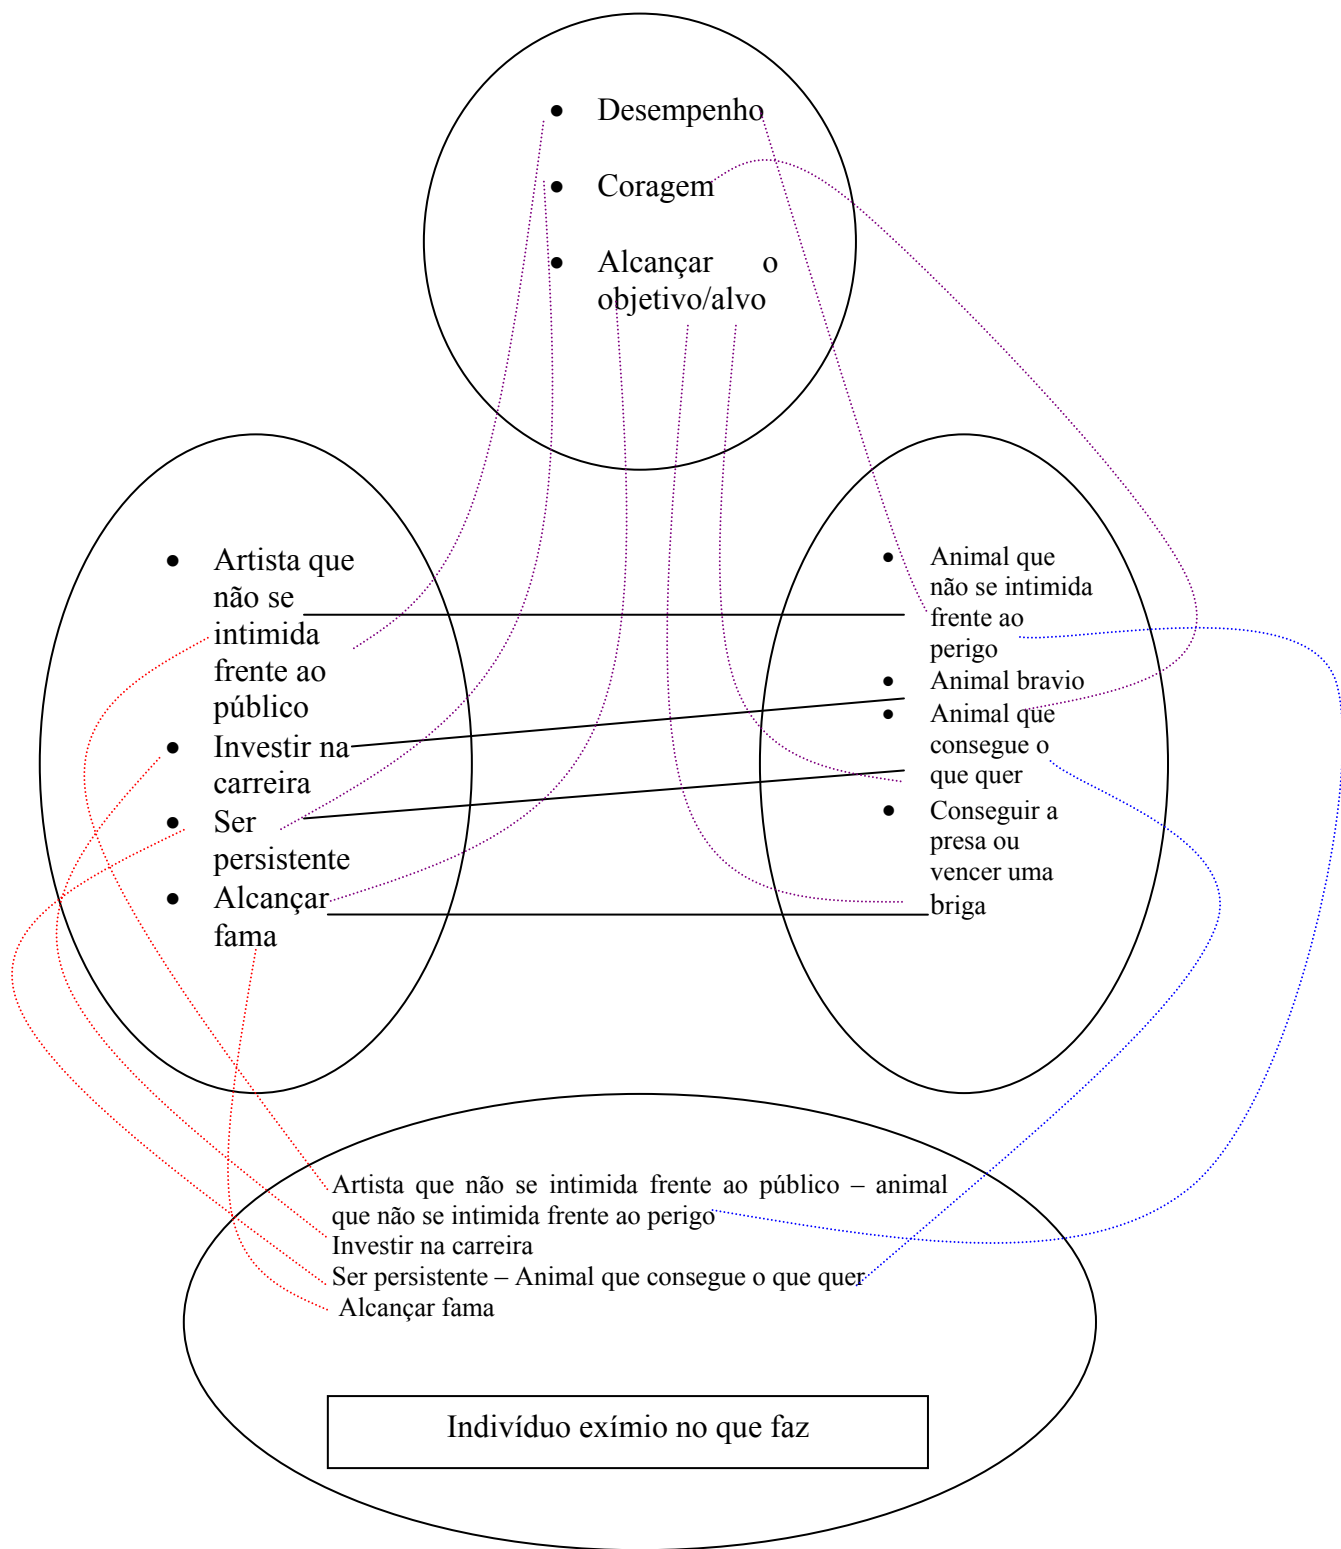 • Desempenho
• Coragem
• Alcançar o
objetivo/alvo
• Artista que
não se
intimida
frente ao
público
• Investir na
carreira
• Ser
persistente
• Alcançar
fama
• Animal que
não se intimida
frente ao
perigo
• Animal bravio
• Animal que
consegue o
que quer
• Conseguir a
presa ou
vencer uma
briga
Artista que não se intimida frente ao público – animal
que não se intimida frente ao perigo
Investir na carreira
Ser persistente – Animal que consegue o que quer
Alcançar fama
Indivíduo exímio no que faz